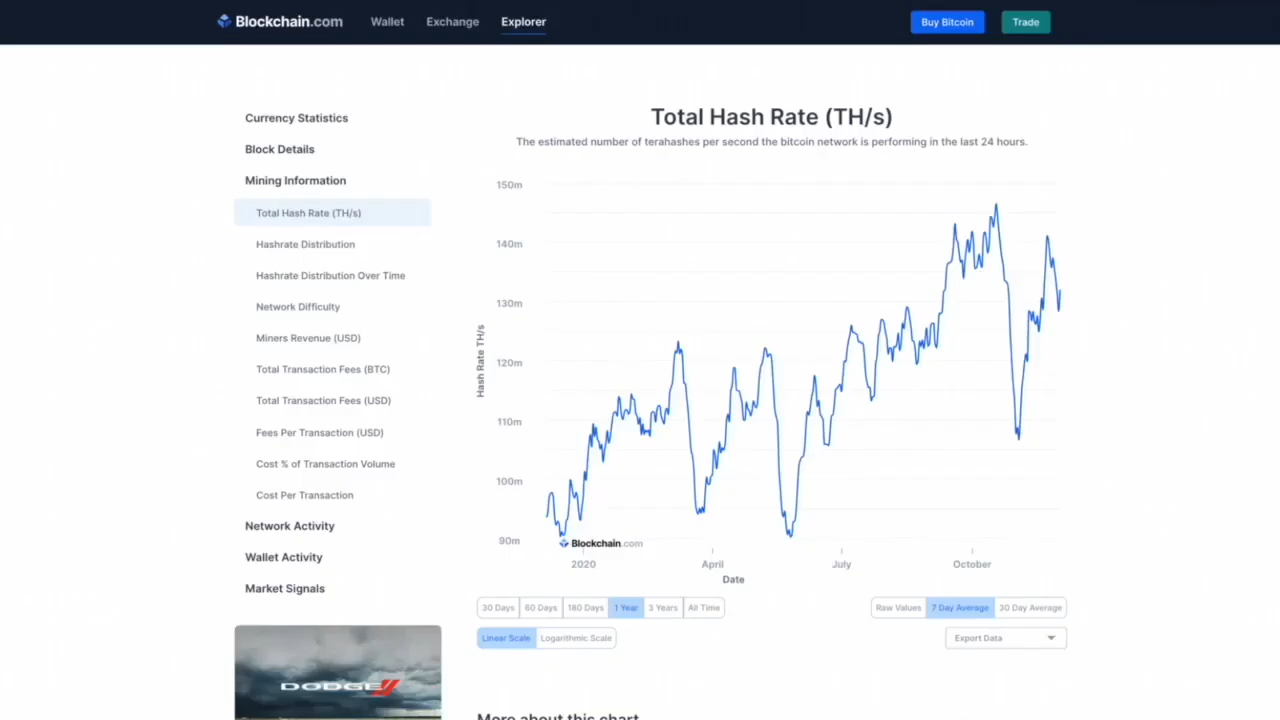 Blockchain.com Wallet Exchange Explorer Buy Bitcoin Trade
Currency Statistics
Block Details
Mining Information
Total Hash Rate (TH/s)
Hashrate Distribution
Hashrate Distribution Over Time
Network Difficulty
Miners Revenue (USD)
Total Transaction Fees (BTC)
Total Transaction Fees (USD)
Fees Per Transaction (USD)
Cost % of Transaction Volume
Cost Per Transaction
Network Activity
Wallet Activity
Market Signals
DODGE
Total Hash Rate (TH/s)
The estimated number of terahashes per second the bitcoin network is performing in the last 24 hours.
Hash Rate TH/s
150m
140m
130m
120m
110m
100m
90m
Blockchain.com
2020 April July October
Date
30 Days 60 Days 180 Days 1 Year 3 Years All Time Raw Values 7 Day Average 30 Day Average
Linear Scale Logarithmic Scale Export Data
More about this chart